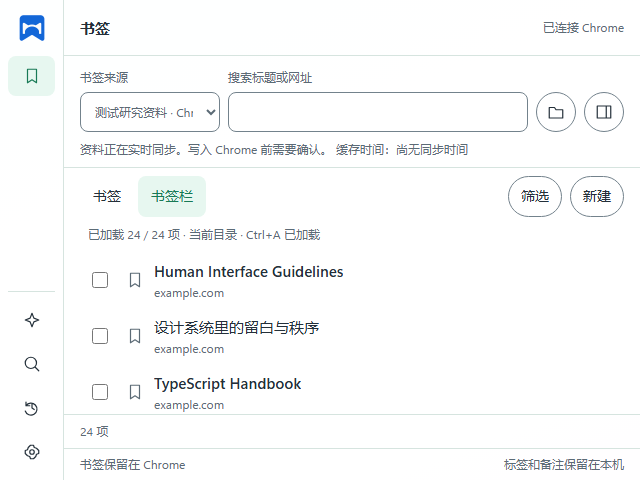 书签
已连接 Chrome
书签来源
搜索标题或网址
测试研究资料 · Chr
资料正在实时同步。写入 Chrome 前需要确认。 缓存时间：尚无同步时间
书签
书签栏
筛选
新建
已加载 24 / 24 项 · 当前目录 · Ctrl+A 已加载
Human Interface Guidelines
example.com
设计系统里的留白与秩序
example.com
TypeScript Handbook
example.com
24 项
书签保留在 Chrome
标签和备注保留在本机